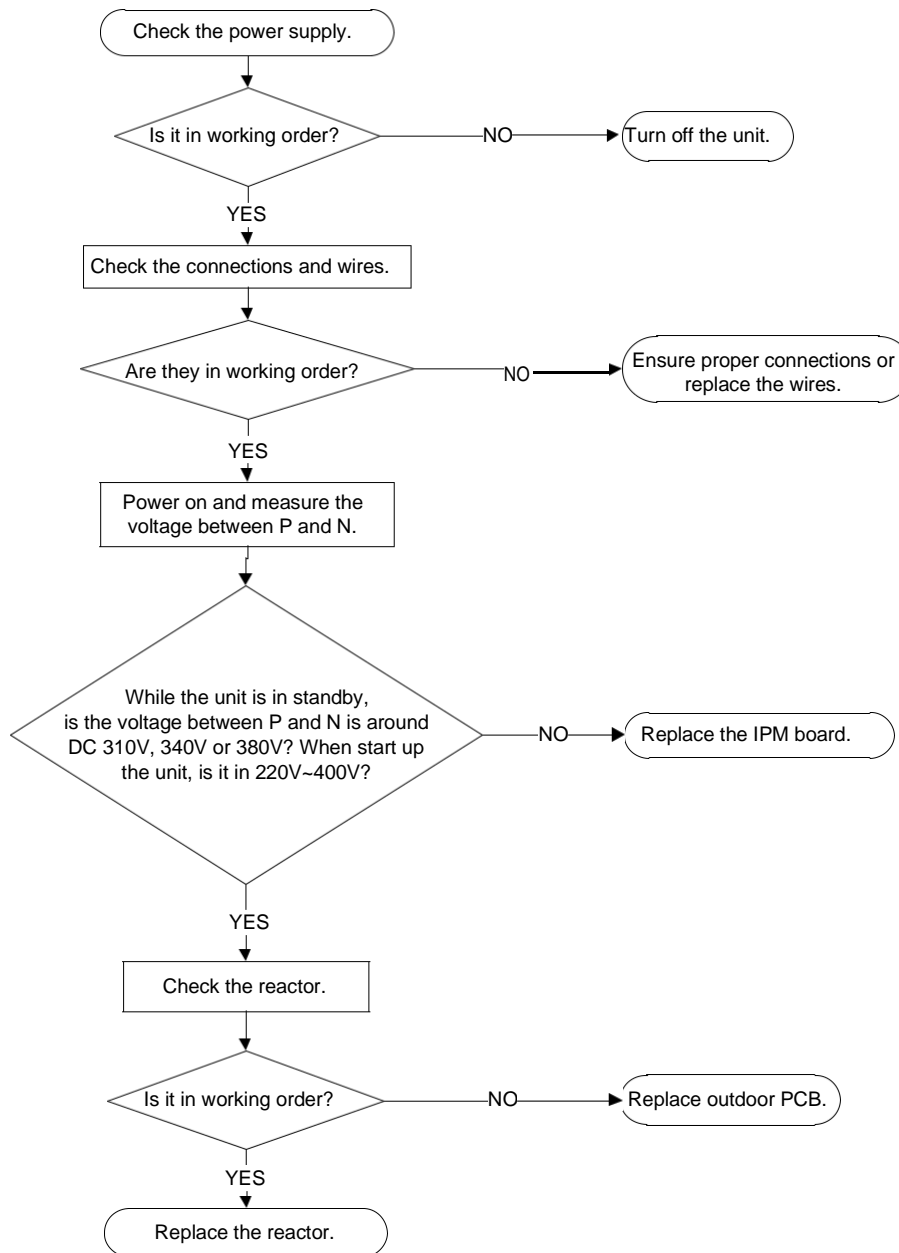 Check the power supply.
Is it in working order?
NO
Turn off the unit.
YES
Check the connections and wires.
Are they in working order?
NO
Ensure proper connections or
replace the wires.
YES
Power on and measure the
voltage between P and N.
While the unit is in standby,
is the voltage between P and N is around
DC 310V, 340V or 380V? When start up
the unit, is it in 220V~400V?
NO
Replace the IPM board.
YES
Check the reactor.
Is it in working order?
NO
Replace outdoor PCB.
YES
Replace the reactor.